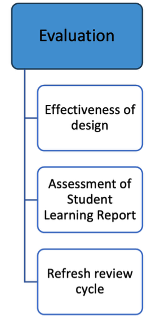 Evaluation
Effectiveness of
design
Assessment of
Student
Learning Report
Refresh review
cycle